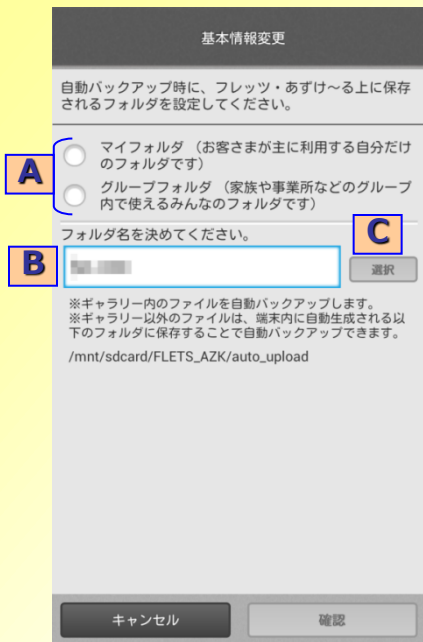 基本情報変更
自動バックアップ時に、フレッツ・あずけ～る上に保存
されるフォルダを設定してください。
A
マイフォルダ （お客さまが主に利用する自分だけ
のフォルダです）
グループフォルダ （家族や事業所などのグループ
内で使えるみんなのフォルダです）
フォルダ名を決めてください。
C
B
選択
※ギャラリー内のファイルを自動バックアップします。
※ギャラリー以外のファイルは、端末内に自動生成される以
下のフォルダに保存することで自動バックアップできます。
/mnt/sdcard/FLETS_AZK/auto_upload
キャンセル
確認